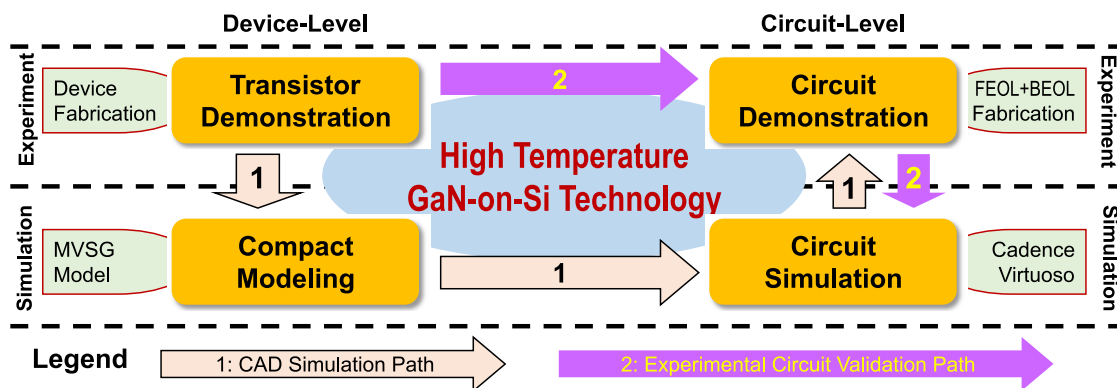 Device-Level
Circuit-Level
Experiment
Device
Fabrication
Transistor
Demonstration
2
Circuit
Demonstration
FEOL+BEOL
Fabrication
Experiment
1
High Temperature
GaN-on-Si Technology
1
2
Simulation
MVSG
Model
Compact
Modeling
1
Circuit
Simulation
Cadence
Virtuoso
Simulation
Legend
1: CAD Simulation Path
2: Experimental Circuit Validation Path